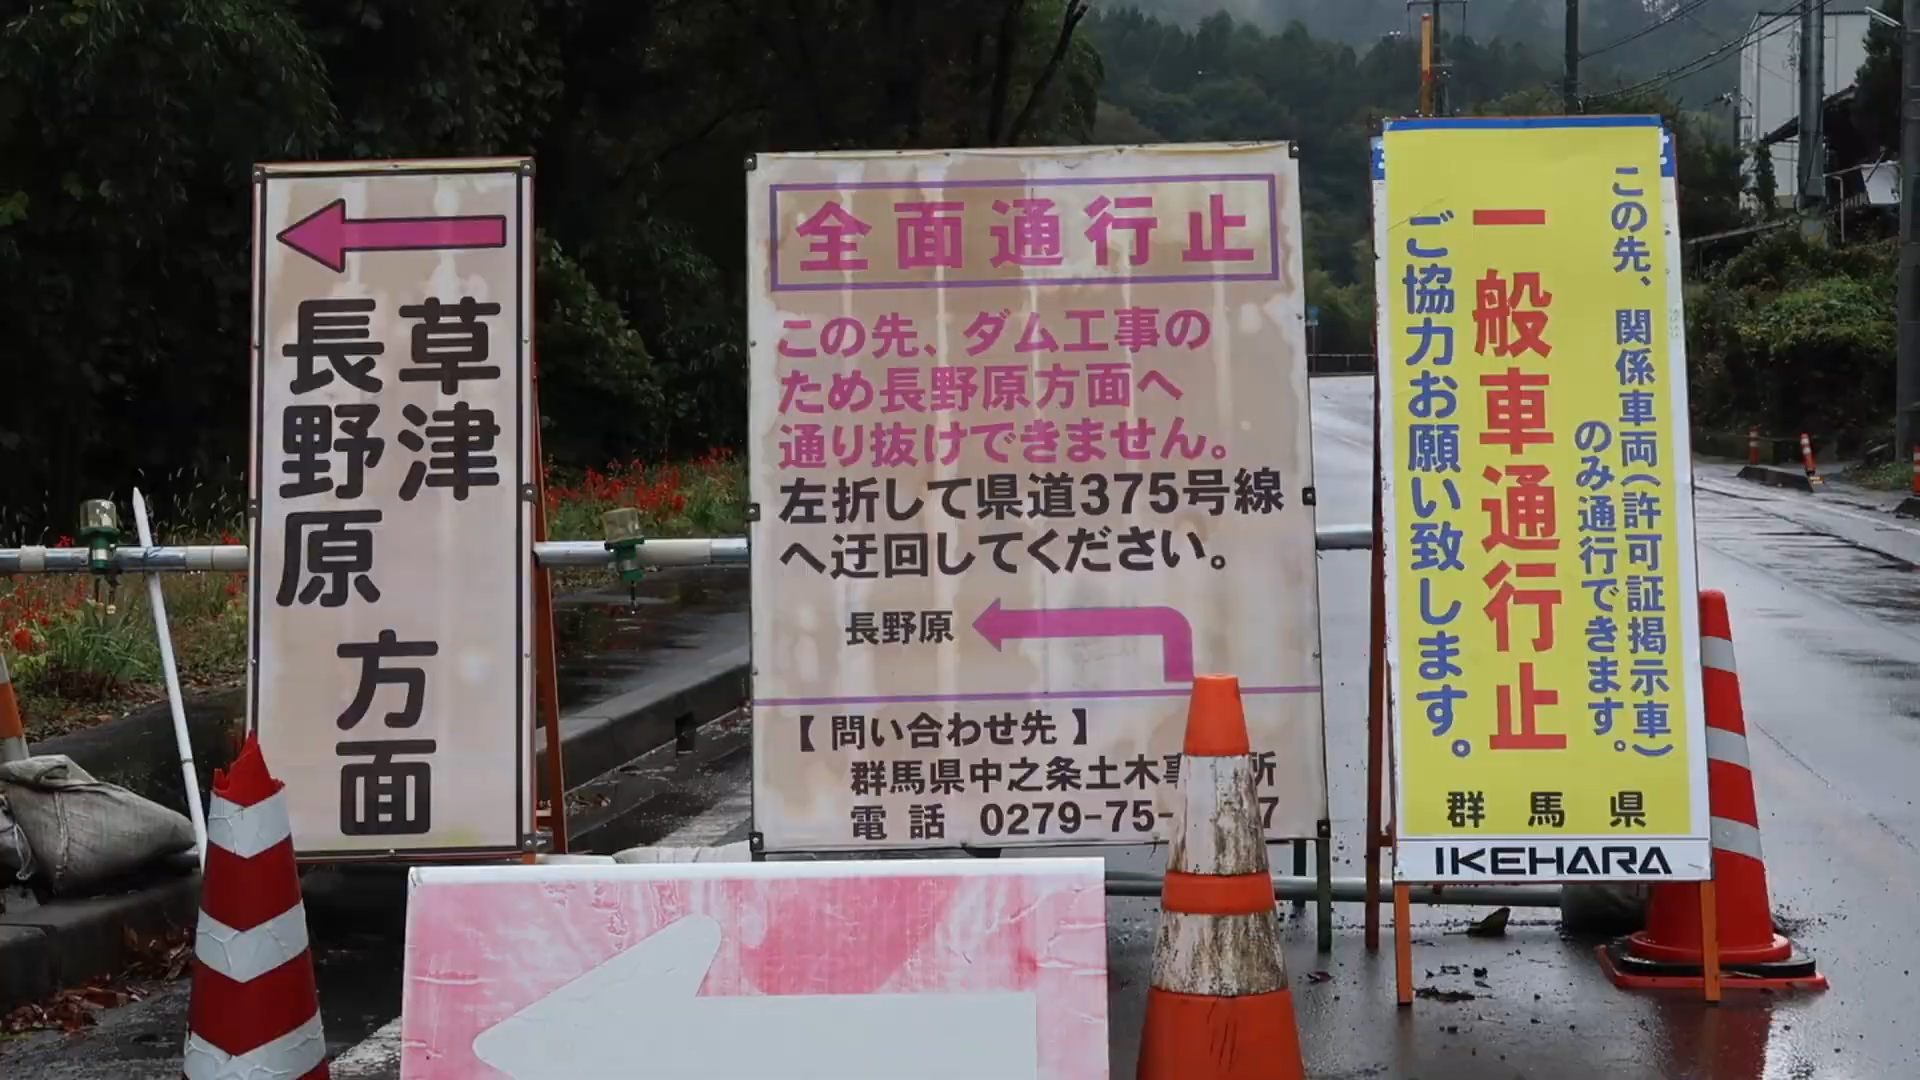 草津
長野原
方面
全面通行止
この先、ダム工事の
ため長野原方面へ
通り抜けできません。
左折して県道375号線
へ迂回してください。
長野原
【問い合わせ先】
群馬県中之条土木事 所
電話 0279-75- 7
この先、関係車両(許可証掲示車)
のみ通行できます。
一般車通行止
ご協力お願い致します。
群馬県
IKEHARA